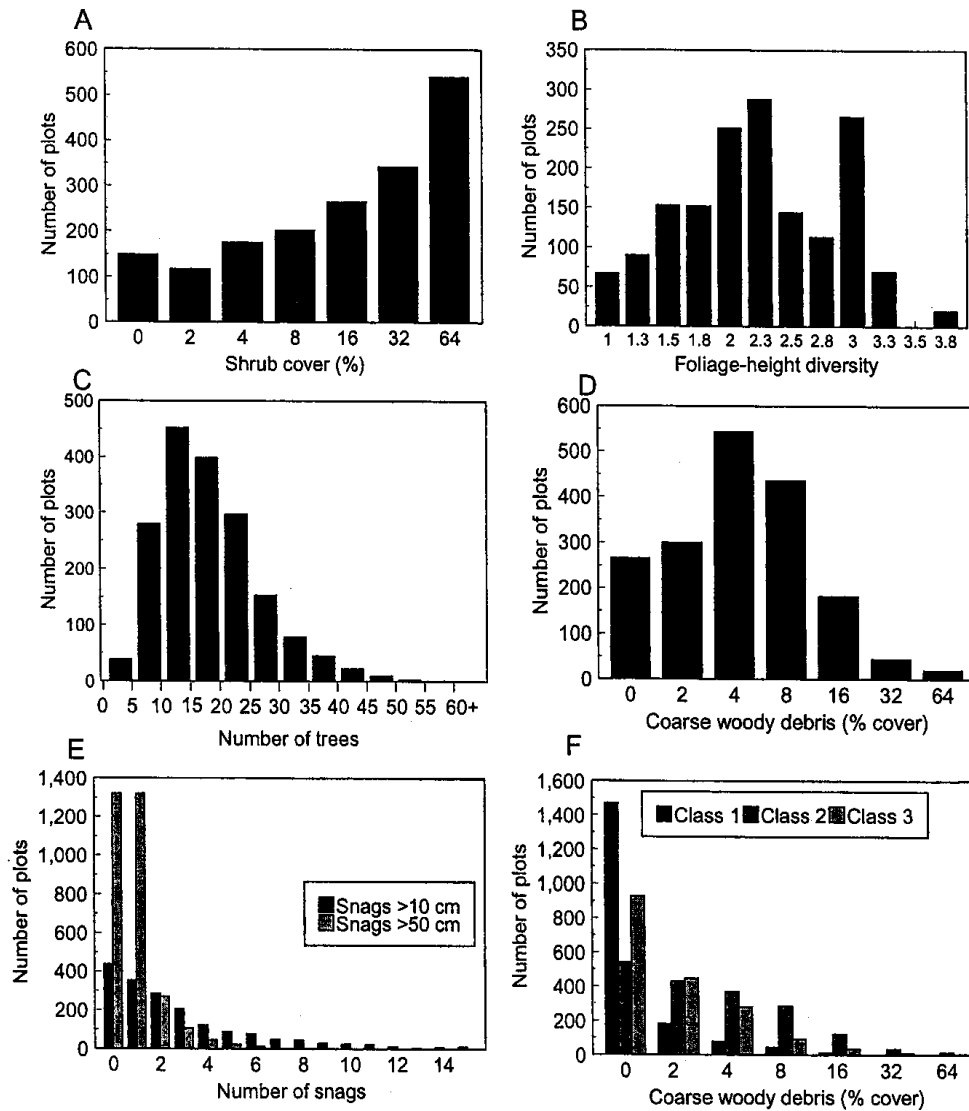 A
600
500
400
300
200
100
0
Number of plots
0 2 4 8 16 32 64
Shrub cover (%)
B
350
300
250
200
150
100
50
0
Number of plots
1 1.3 1.5 1.8 2 2.3 2.5 2.8 3 3.3 3.5 3.8
Foliage-height diversity
C
500
400
300
200
100
0
Number of plots
0 5 10 15 20 25 30 35 40 45 50 55 60+
Number of trees
D
600
500
400
300
200
100
0
Number of plots
0 2 4 8 16 32 64
Coarse woody debris (% cover)
E
1,400
1,200
1,000
800
600
400
200
0
Number of plots
Snags >10 cm
Snags >50 cm
0 2 4 6 8 10 12 14
Number of snags
F
1,600
1,400
1,200
1,000
800
600
400
200
0
Number of plots
Class 1 Class 2 Class 3
0 2 4 8 16 32 64
Coarse woody debris (% cover)